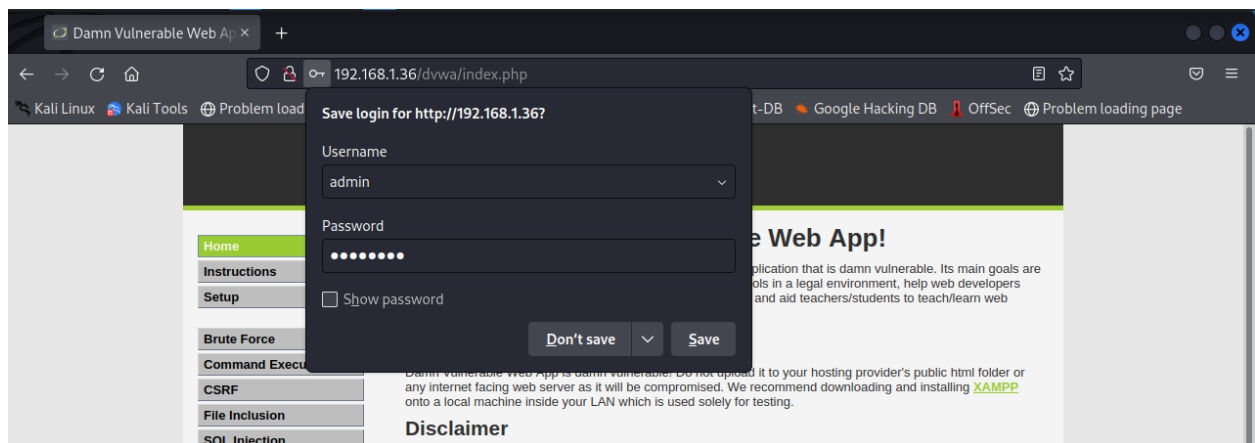 Damn Vulnerable Web Ap
192.168.1.36/dvwa/index.php
Kali Linux Kali Tools Problem load t-DB Google Hacking DB OffSec Problem loading page
Save login for http://192.168.1.36?
Username
admin
Password
••••••••
Show password
Don't save
Save
Home
Instructions
Setup
Brute Force
Command Execu
CSRF
File Inclusion
SQL Injection
e Web App!
plication that is damn vulnerable. Its main goals are
ols in a legal environment, help web developers
and aid teachers/students to teach/learn web
Damn Vulnerable Web App is damn vulnerable! Do not upload it to your hosting provider's public html folder or
any internet facing web server as it will be compromised. We recommend downloading and installing XAMPP
onto a local machine inside your LAN which is used solely for testing.
Disclaimer